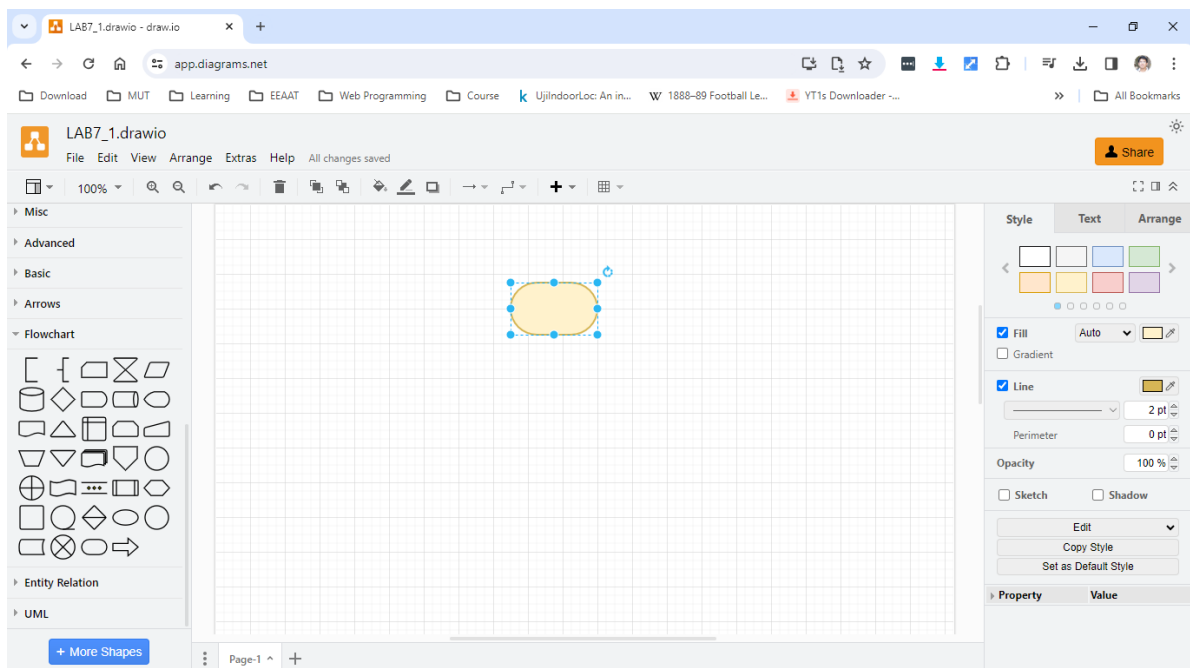 LAB7_1.drawio - draw.io
app.diagrams.net
Download MUT Learning EEAAT Web Programming Course UjiIndoorLoc: An in... 1888–89 Football Le... YT1s Downloader -... All Bookmarks
LAB7_1.drawio
File Edit View Arrange Extras Help All changes saved
Share
100%
Misc
Advanced
Basic
Arrows
Flowchart
Entity Relation
UML
+ More Shapes
Page-1
Style Text Arrange
Fill Auto
Gradient
Line
2 pt
Perimeter 0 pt
Opacity 100 %
Sketch Shadow
Edit
Copy Style
Set as Default Style
Property Value